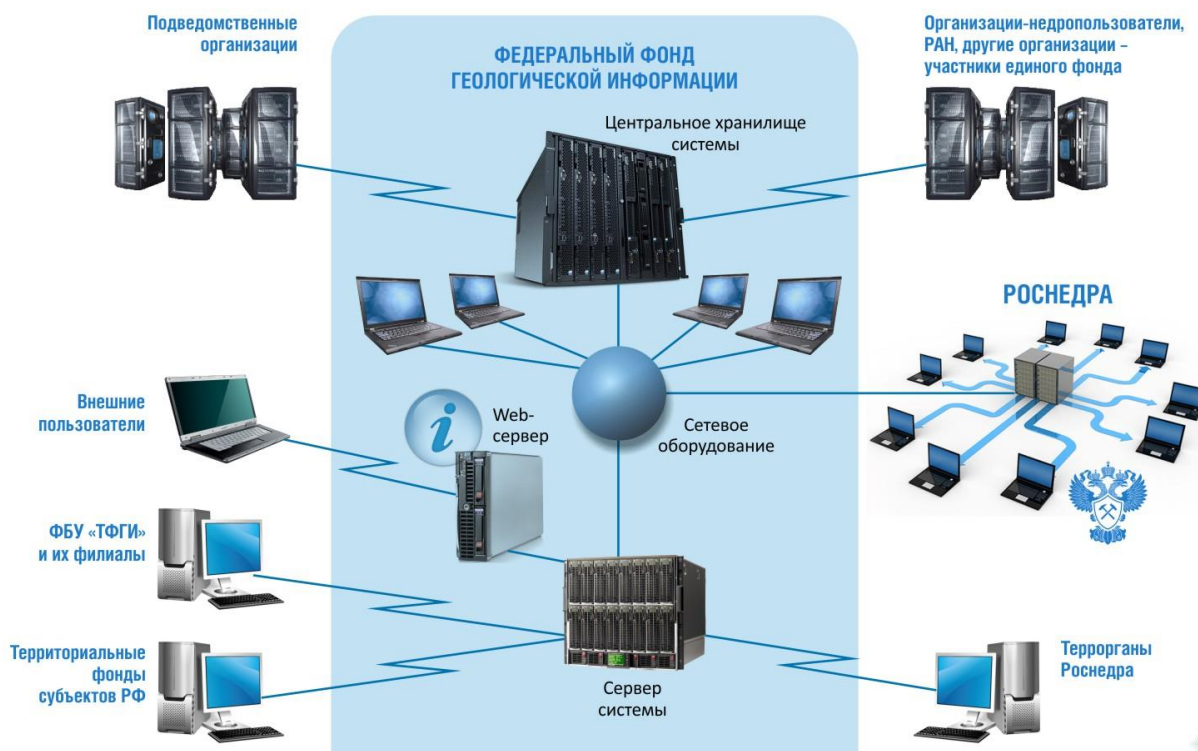 Подведомственные
организации
ФЕДЕРАЛЬНЫЙ ФОНД
ГЕОЛОГИЧЕСКОЙ ИНФОРМАЦИИ
Организации-недропользователи,
РАН, другие организации –
участники единого фонда
Центральное хранилище
системы
РОСНЕДРА
Внешние
пользователи
i
Web-
сервер
Сетевое
оборудование
ФБУ «ТФГИ»
и их филиалы
Территориальные
фонды
субъектов РФ
Сервер
системы
Террорганы
Роснедра